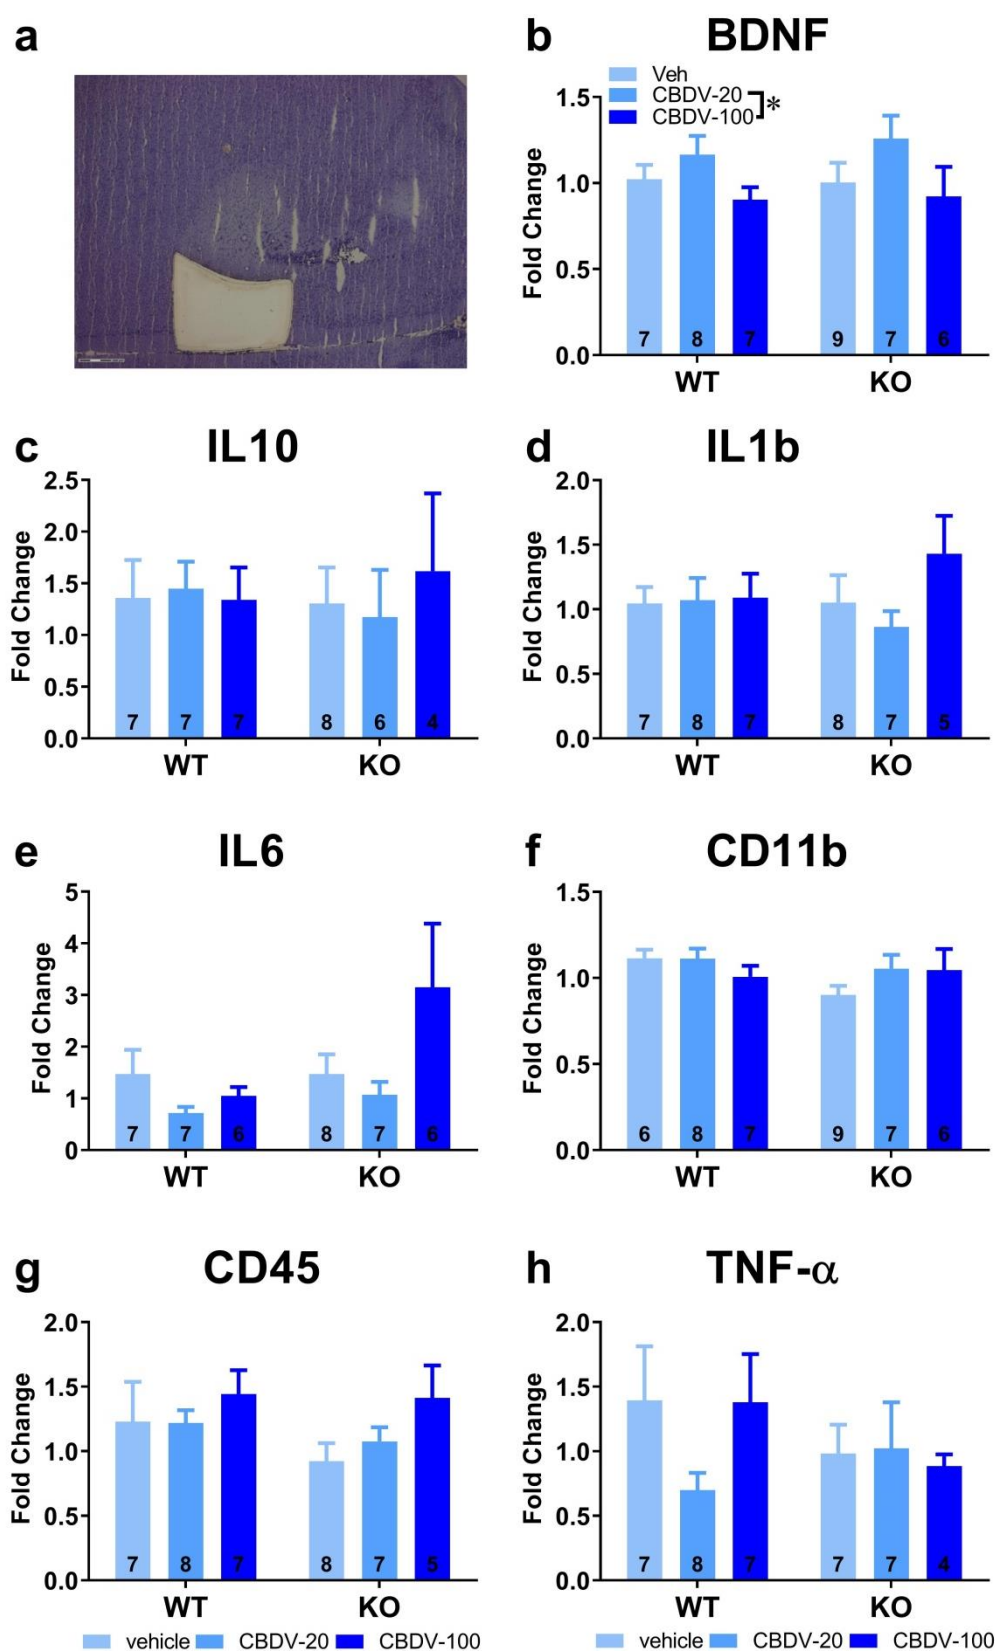 a
b BDNF
Veh
CBDV-20
CBDV-100
*
Fold Change
1.5
1.0
0.5
0.0
7 8 7 9 7 6
WT KO
c IL10
Fold Change
2.5
2.0
1.5
1.0
0.5
0.0
7 7 7 8 6 4
WT KO
d IL1b
Fold Change
2.0
1.5
1.0
0.5
0.0
7 8 7 8 7 5
WT KO
e IL6
Fold Change
5
4
3
2
1
0
7 7 6 8 7 6
WT KO
f CD11b
Fold Change
1.5
1.0
0.5
0.0
6 8 7 9 7 6
WT KO
g CD45
Fold Change
2.0
1.5
1.0
0.5
0.0
7 8 7 8 7 5
WT KO
vehicle CBDV-20 CBDV-100
h TNF-α
Fold Change
2.0
1.5
1.0
0.5
0.0
7 8 7 7 7 4
WT KO
vehicle CBDV-20 CBDV-100